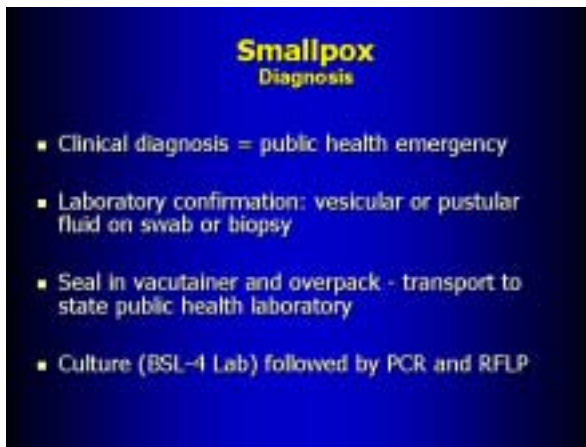 Smallpox
Diagnosis
Clinical diagnosis = public health emergency
Laboratory confirmation: vesicular or pustular
fluid on swab or biopsy
Seal in vacutainer and overpack - transport to
state public health laboratory
Culture (BSL-4 Lab) followed by PCR and RFLP